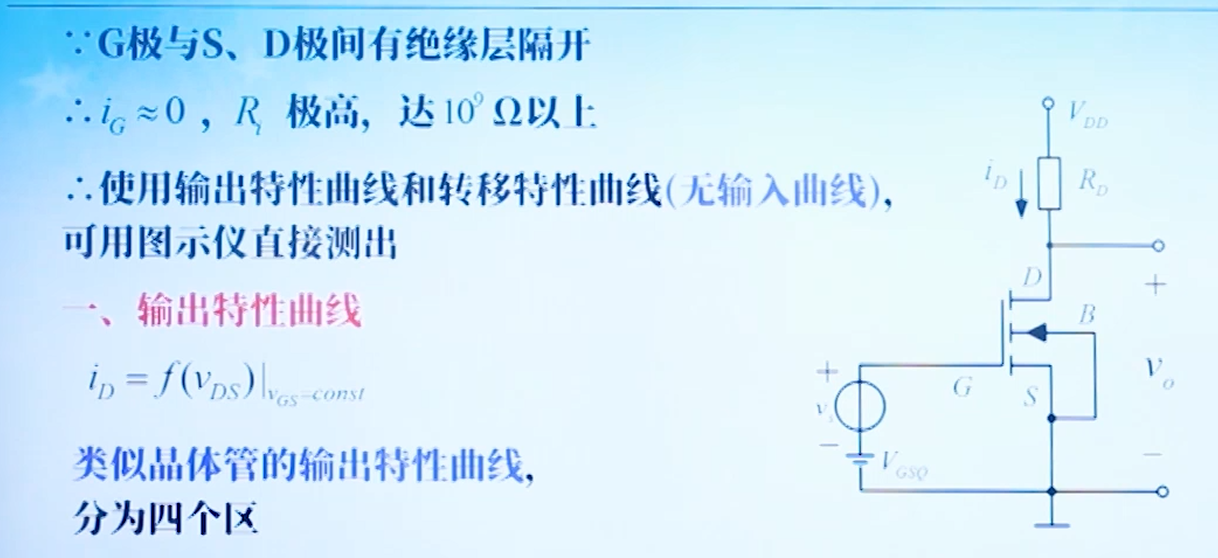 ∵G极与S、D极间有绝缘层隔开
∴i_G≈0，R_i 极高，达10⁹Ω以上
∴使用输出特性曲线和转移特性曲线(无输入曲线)，
可用图示仪直接测出
一、输出特性曲线
i_D = f(v_DS)|_{v_GS=const}
类似晶体管的输出特性曲线，
分为四个区
V_DD
i_D
R_D
D
+
B
+
G
S
v_o
v_s
−
V_GSQ
−